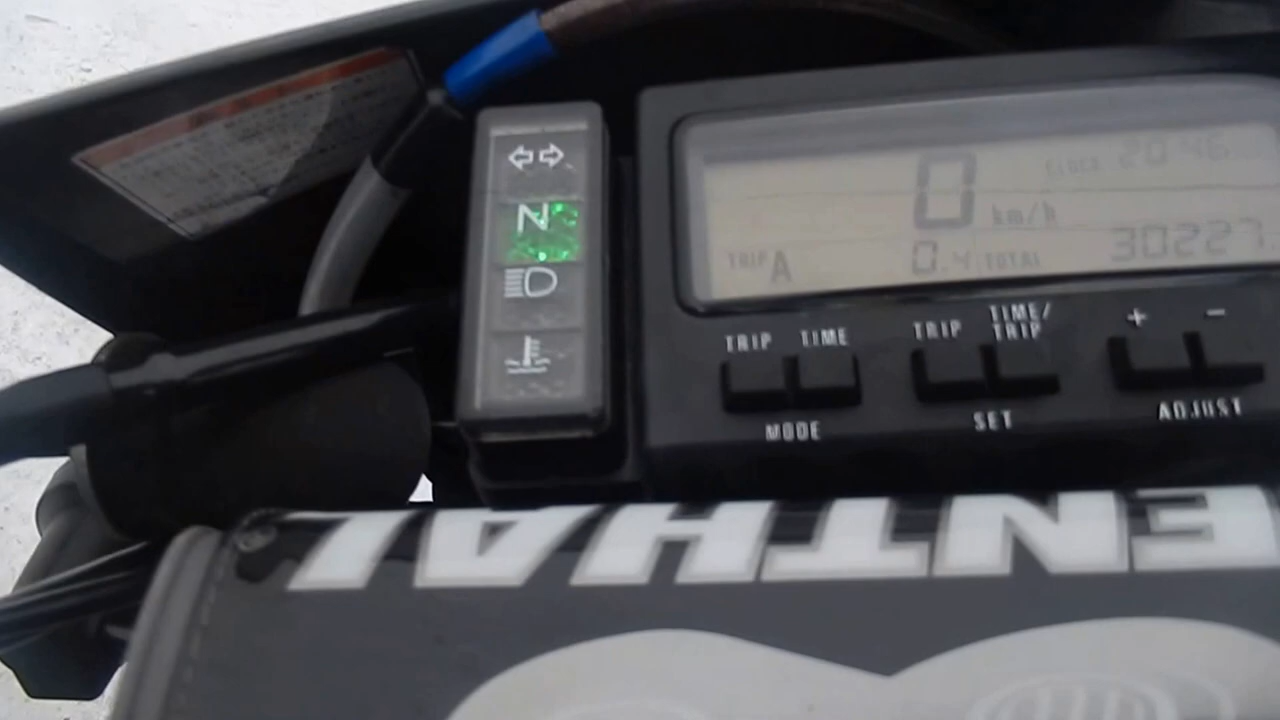 N
0 km/h
CLOCK 20:46
TRIP A 0.4 TOTAL 30227
TRIP TIME
MODE
TRIP TIME/TRIP
SET
+ -
ADJUST
ENTHAL